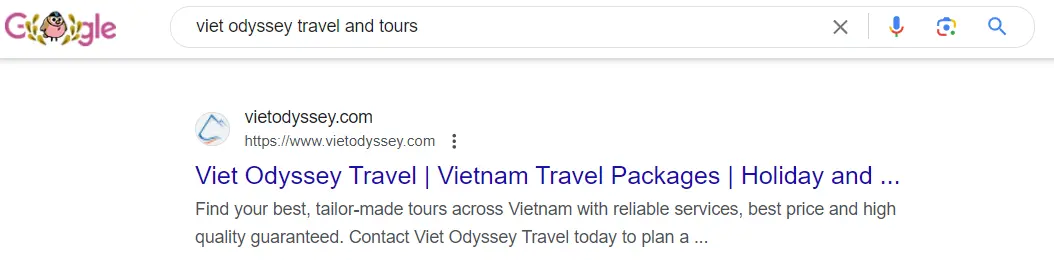 Google
viet odyssey travel and tours
vietodyssey.com
https://www.vietodyssey.com
Viet Odyssey Travel | Vietnam Travel Packages | Holiday and ...
Find your best, tailor-made tours across Vietnam with reliable services, best price and high
quality guaranteed. Contact Viet Odyssey Travel today to plan a ...